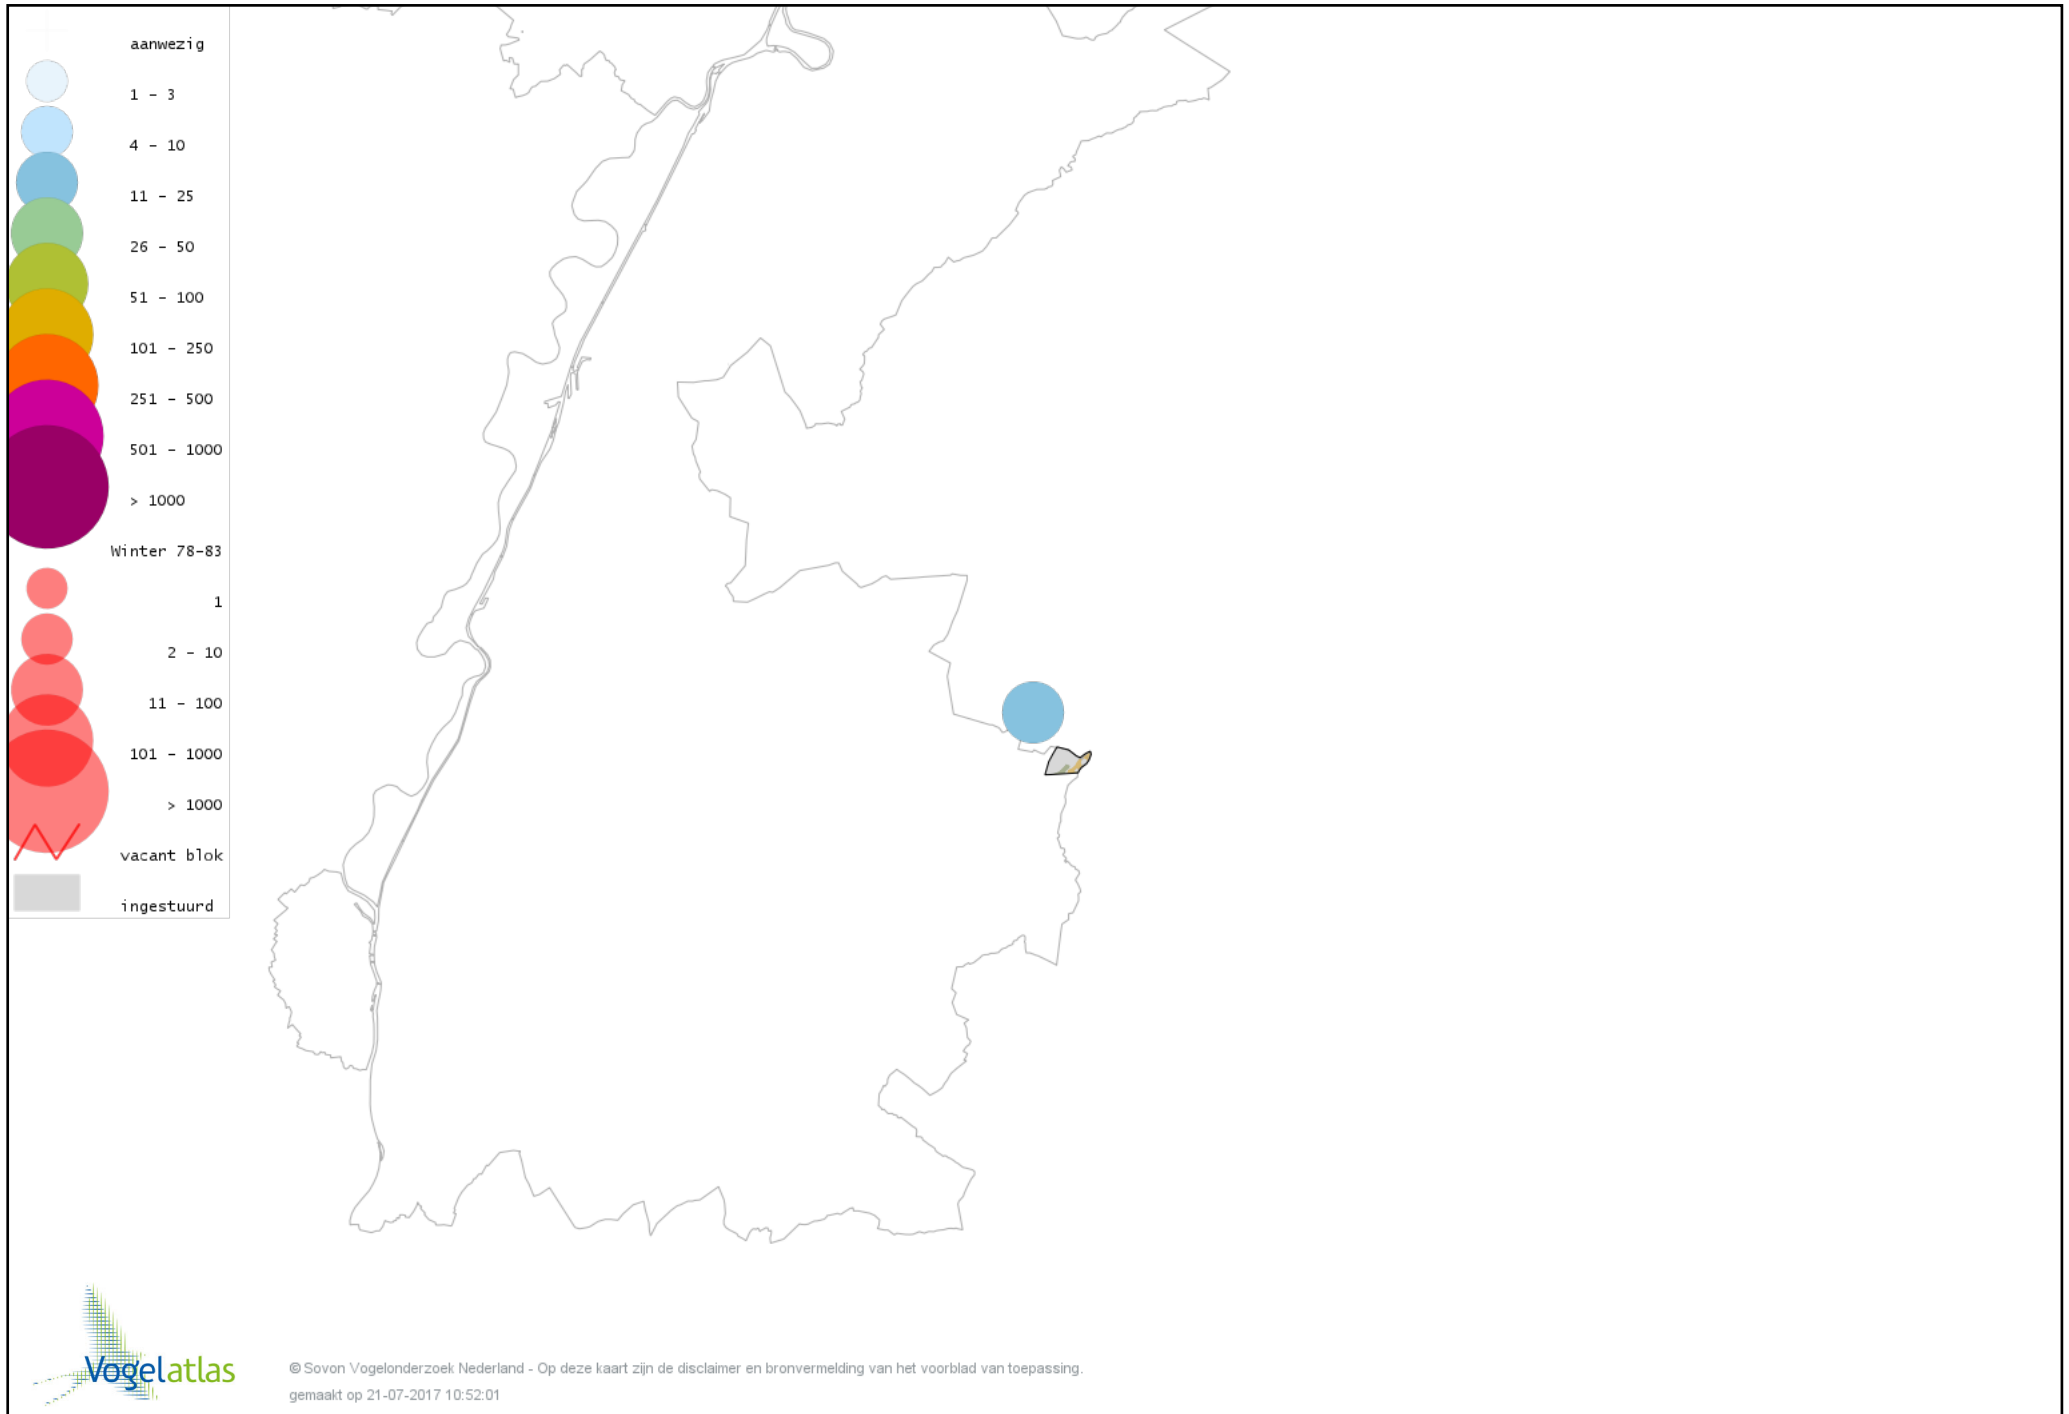 aanwezig
1 - 3
4 - 10
11 - 25
26 - 50
51 - 100
101 - 250
251 - 500
501 - 1000
> 1000
Winter 78-83
1
2 - 10
11 - 100
101 - 1000
> 1000
vacant blok
ingestuurd
Vogelatlas
© Sovon Vogelonderzoek Nederland - Op deze kaart zijn de disclaimer en bronvermelding van het voorblad van toepassing.
gemaakt op 21-07-2017 10:52:01